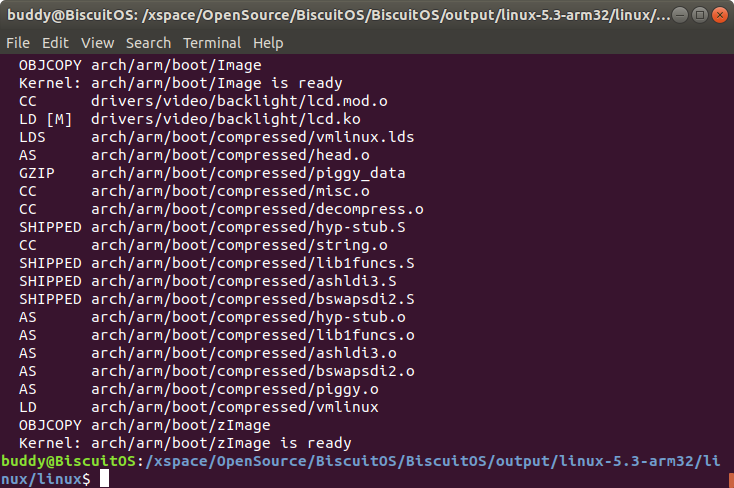 buddy@BiscuitOS: /xspace/OpenSource/BiscuitOS/BiscuitOS/output/linux-5.3-arm32/linux/...
File Edit View Search Terminal Help
OBJCOPY arch/arm/boot/Image
Kernel: arch/arm/boot/Image is ready
CC      drivers/video/backlight/lcd.mod.o
LD [M]  drivers/video/backlight/lcd.ko
LDS     arch/arm/boot/compressed/vmlinux.lds
AS      arch/arm/boot/compressed/head.o
GZIP    arch/arm/boot/compressed/piggy_data
CC      arch/arm/boot/compressed/misc.o
CC      arch/arm/boot/compressed/decompress.o
SHIPPED arch/arm/boot/compressed/hyp-stub.S
CC      arch/arm/boot/compressed/string.o
SHIPPED arch/arm/boot/compressed/lib1funcs.S
SHIPPED arch/arm/boot/compressed/ashldi3.S
SHIPPED arch/arm/boot/compressed/bswapsdi2.S
AS      arch/arm/boot/compressed/hyp-stub.o
AS      arch/arm/boot/compressed/lib1funcs.o
AS      arch/arm/boot/compressed/ashldi3.o
AS      arch/arm/boot/compressed/bswapsdi2.o
AS      arch/arm/boot/compressed/piggy.o
LD      arch/arm/boot/compressed/vmlinux
OBJCOPY arch/arm/boot/zImage
Kernel: arch/arm/boot/zImage is ready
buddy@BiscuitOS:/xspace/OpenSource/BiscuitOS/BiscuitOS/output/linux-5.3-arm32/li
nux/linux$